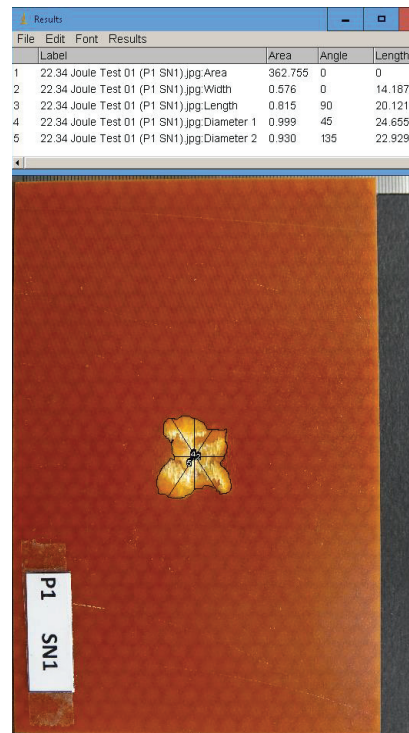 Results
File Edit Font Results
Label Area Angle Length
1 22.34 Joule Test 01 (P1 SN1).jpg:Area 362.755 0 0
2 22.34 Joule Test 01 (P1 SN1).jpg:Width 0.576 0 14.187
3 22.34 Joule Test 01 (P1 SN1).jpg:Length 0.815 90 20.121
4 22.34 Joule Test 01 (P1 SN1).jpg:Diameter 1 0.999 45 24.655
5 22.34 Joule Test 01 (P1 SN1).jpg:Diameter 2 0.930 135 22.929
P1 SN1